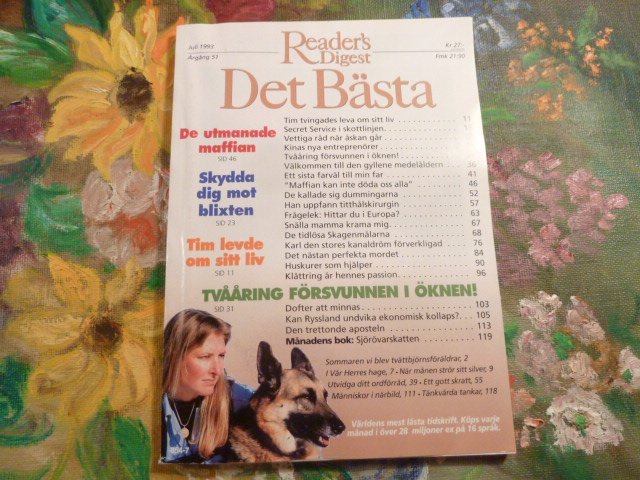 Juli 1993
Årgång 51
Reader's
Digest
Kr 27:-
Fmk 21:90
Det Bästa
De utmanade
maffian
SID 46
Skydda
dig mot
blixten
SID 23
Tim levde
om sitt liv
SID 11
Tim tvingades leva om sitt liv 11
Secret Service i skottlinjen.
Vettiga råd när åskan går
Kinas nya entreprenörer
Tvååring försvunnen i öknen!
Välkommen till den gyllene medelåldern 36
Ett sista farväl till min far 41
"Maffian kan inte döda oss alla" 46
De kallade sig dummingarna 52
Han uppfann titthålskirurgin 57
Frågelek: Hittar du i Europa? 63
Snälla mamma krama mig. 67
De tidlösa Skagenmålarna 68
Karl den stores kanaldröm förverkligad 76
Det nästan perfekta mordet 84
Huskurer som hjälper 90
Klättring är hennes passion. 96
TVÅÅRING FÖRSVUNNEN I ÖKNEN!
SID 31
Dofter att minnas 103
Kan Ryssland undvika ekonomisk kollaps?. 105
Den trettonde aposteln 113
Månadens bok: Sjörövarskatten 119
Sommaren vi blev tvättbjörnsföräldrar, 2
I Vår Herres hage, 7 • När månen strör sitt silver, 9
Utvidga ditt ordförråd, 39 • Ett gott skratt, 55
Människor i närbild, 111 • Tänkvärda tankar, 118
Världens mest lästa tidskrift. Köps varje
månad i över 28 miljoner ex på 16 språk.